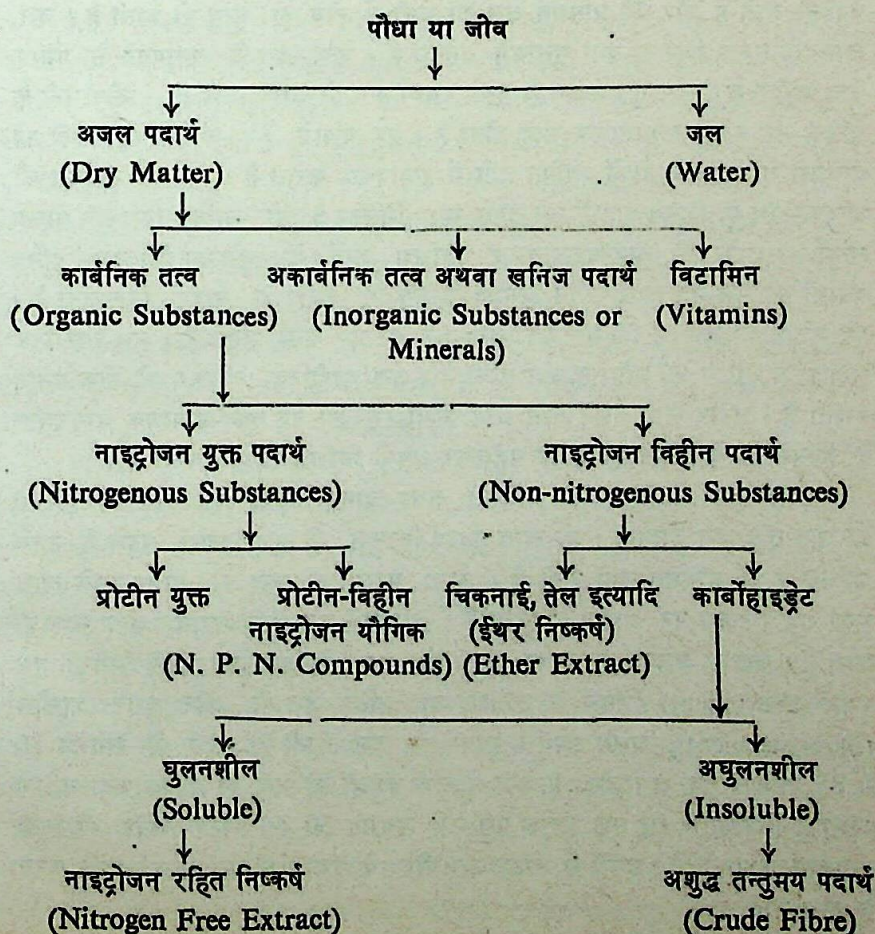 पौधा या जीव
अजल पदार्थ जल
(Dry Matter) (Water)
कार्बनिक तत्व अकार्बनिक तत्व अथवा खनिज पदार्थ विटामिन
(Organic Substances) (Inorganic Substances or (Vitamins)
Minerals)
नाइट्रोजन युक्त पदार्थ नाइट्रोजन विहीन पदार्थ
(Nitrogenous Substances) (Non-nitrogenous Substances)
प्रोटीन युक्त प्रोटीन-विहीन चिकनाई, तेल इत्यादि कार्बोहाइड्रेट
नाइट्रोजन यौगिक (ईथर निष्कर्ष)
(N. P. N. Compounds) (Ether Extract)
घुलनशील अघुलनशील
(Soluble) (Insoluble)
नाइट्रोजन रहित निष्कर्ष अशुद्ध तन्तुमय पदार्थ
(Nitrogen Free Extract) (Crude Fibre)